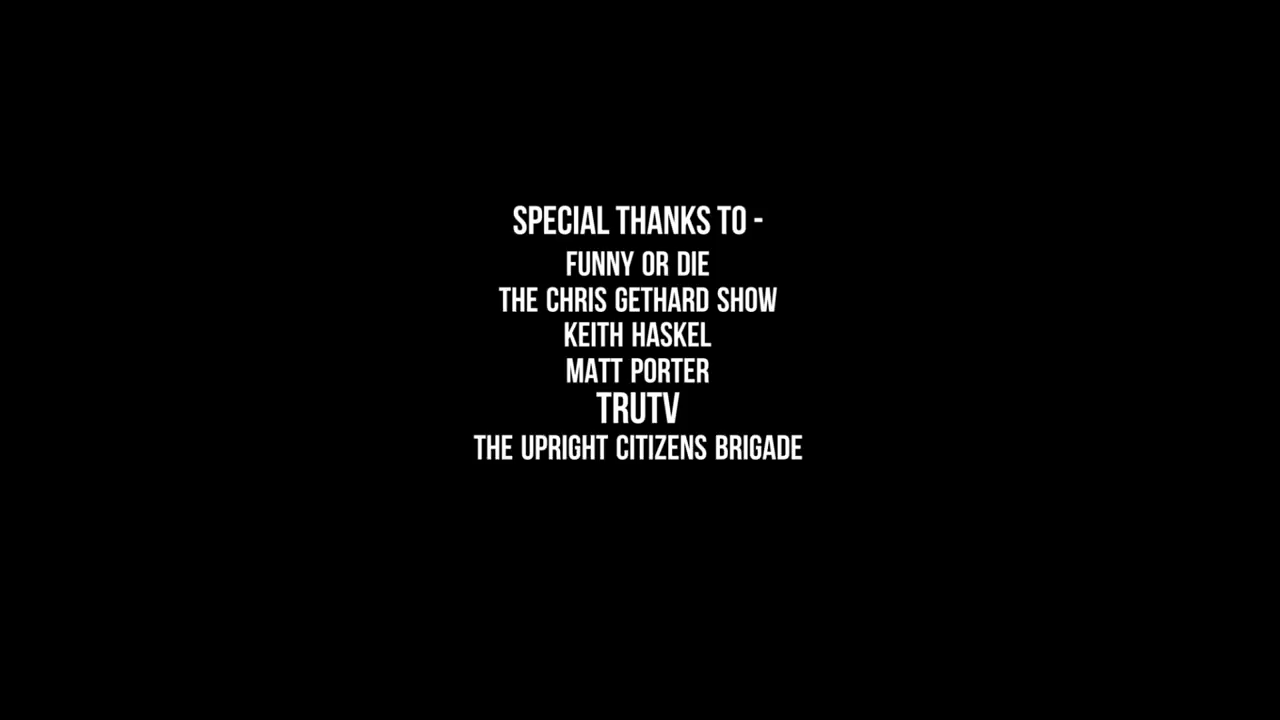 SPECIAL THANKS TO -
FUNNY OR DIE
THE CHRIS GETHARD SHOW
KEITH HASKEL
MATT PORTER
TRUTV
THE UPRIGHT CITIZENS BRIGADE